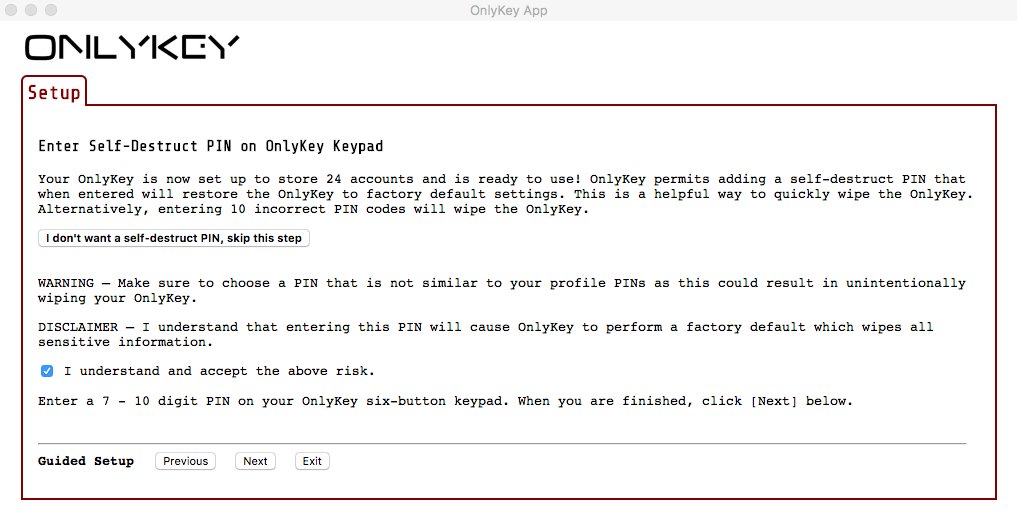 OnlyKey App
ONLYKEY
Setup
Enter Self-Destruct PIN on OnlyKey Keypad
Your OnlyKey is now set up to store 24 accounts and is ready to use! OnlyKey permits adding a self-destruct PIN that
when entered will restore the OnlyKey to factory default settings. This is a helpful way to quickly wipe the OnlyKey.
Alternatively, entering 10 incorrect PIN codes will wipe the OnlyKey.
I don't want a self-destruct PIN, skip this step
WARNING — Make sure to choose a PIN that is not similar to your profile PINs as this could result in unintentionally
wiping your OnlyKey.
DISCLAIMER — I understand that entering this PIN will cause OnlyKey to perform a factory default which wipes all
sensitive information.
I understand and accept the above risk.
Enter a 7 - 10 digit PIN on your OnlyKey six-button keypad. When you are finished, click [Next] below.
Guided Setup Previous Next Exit